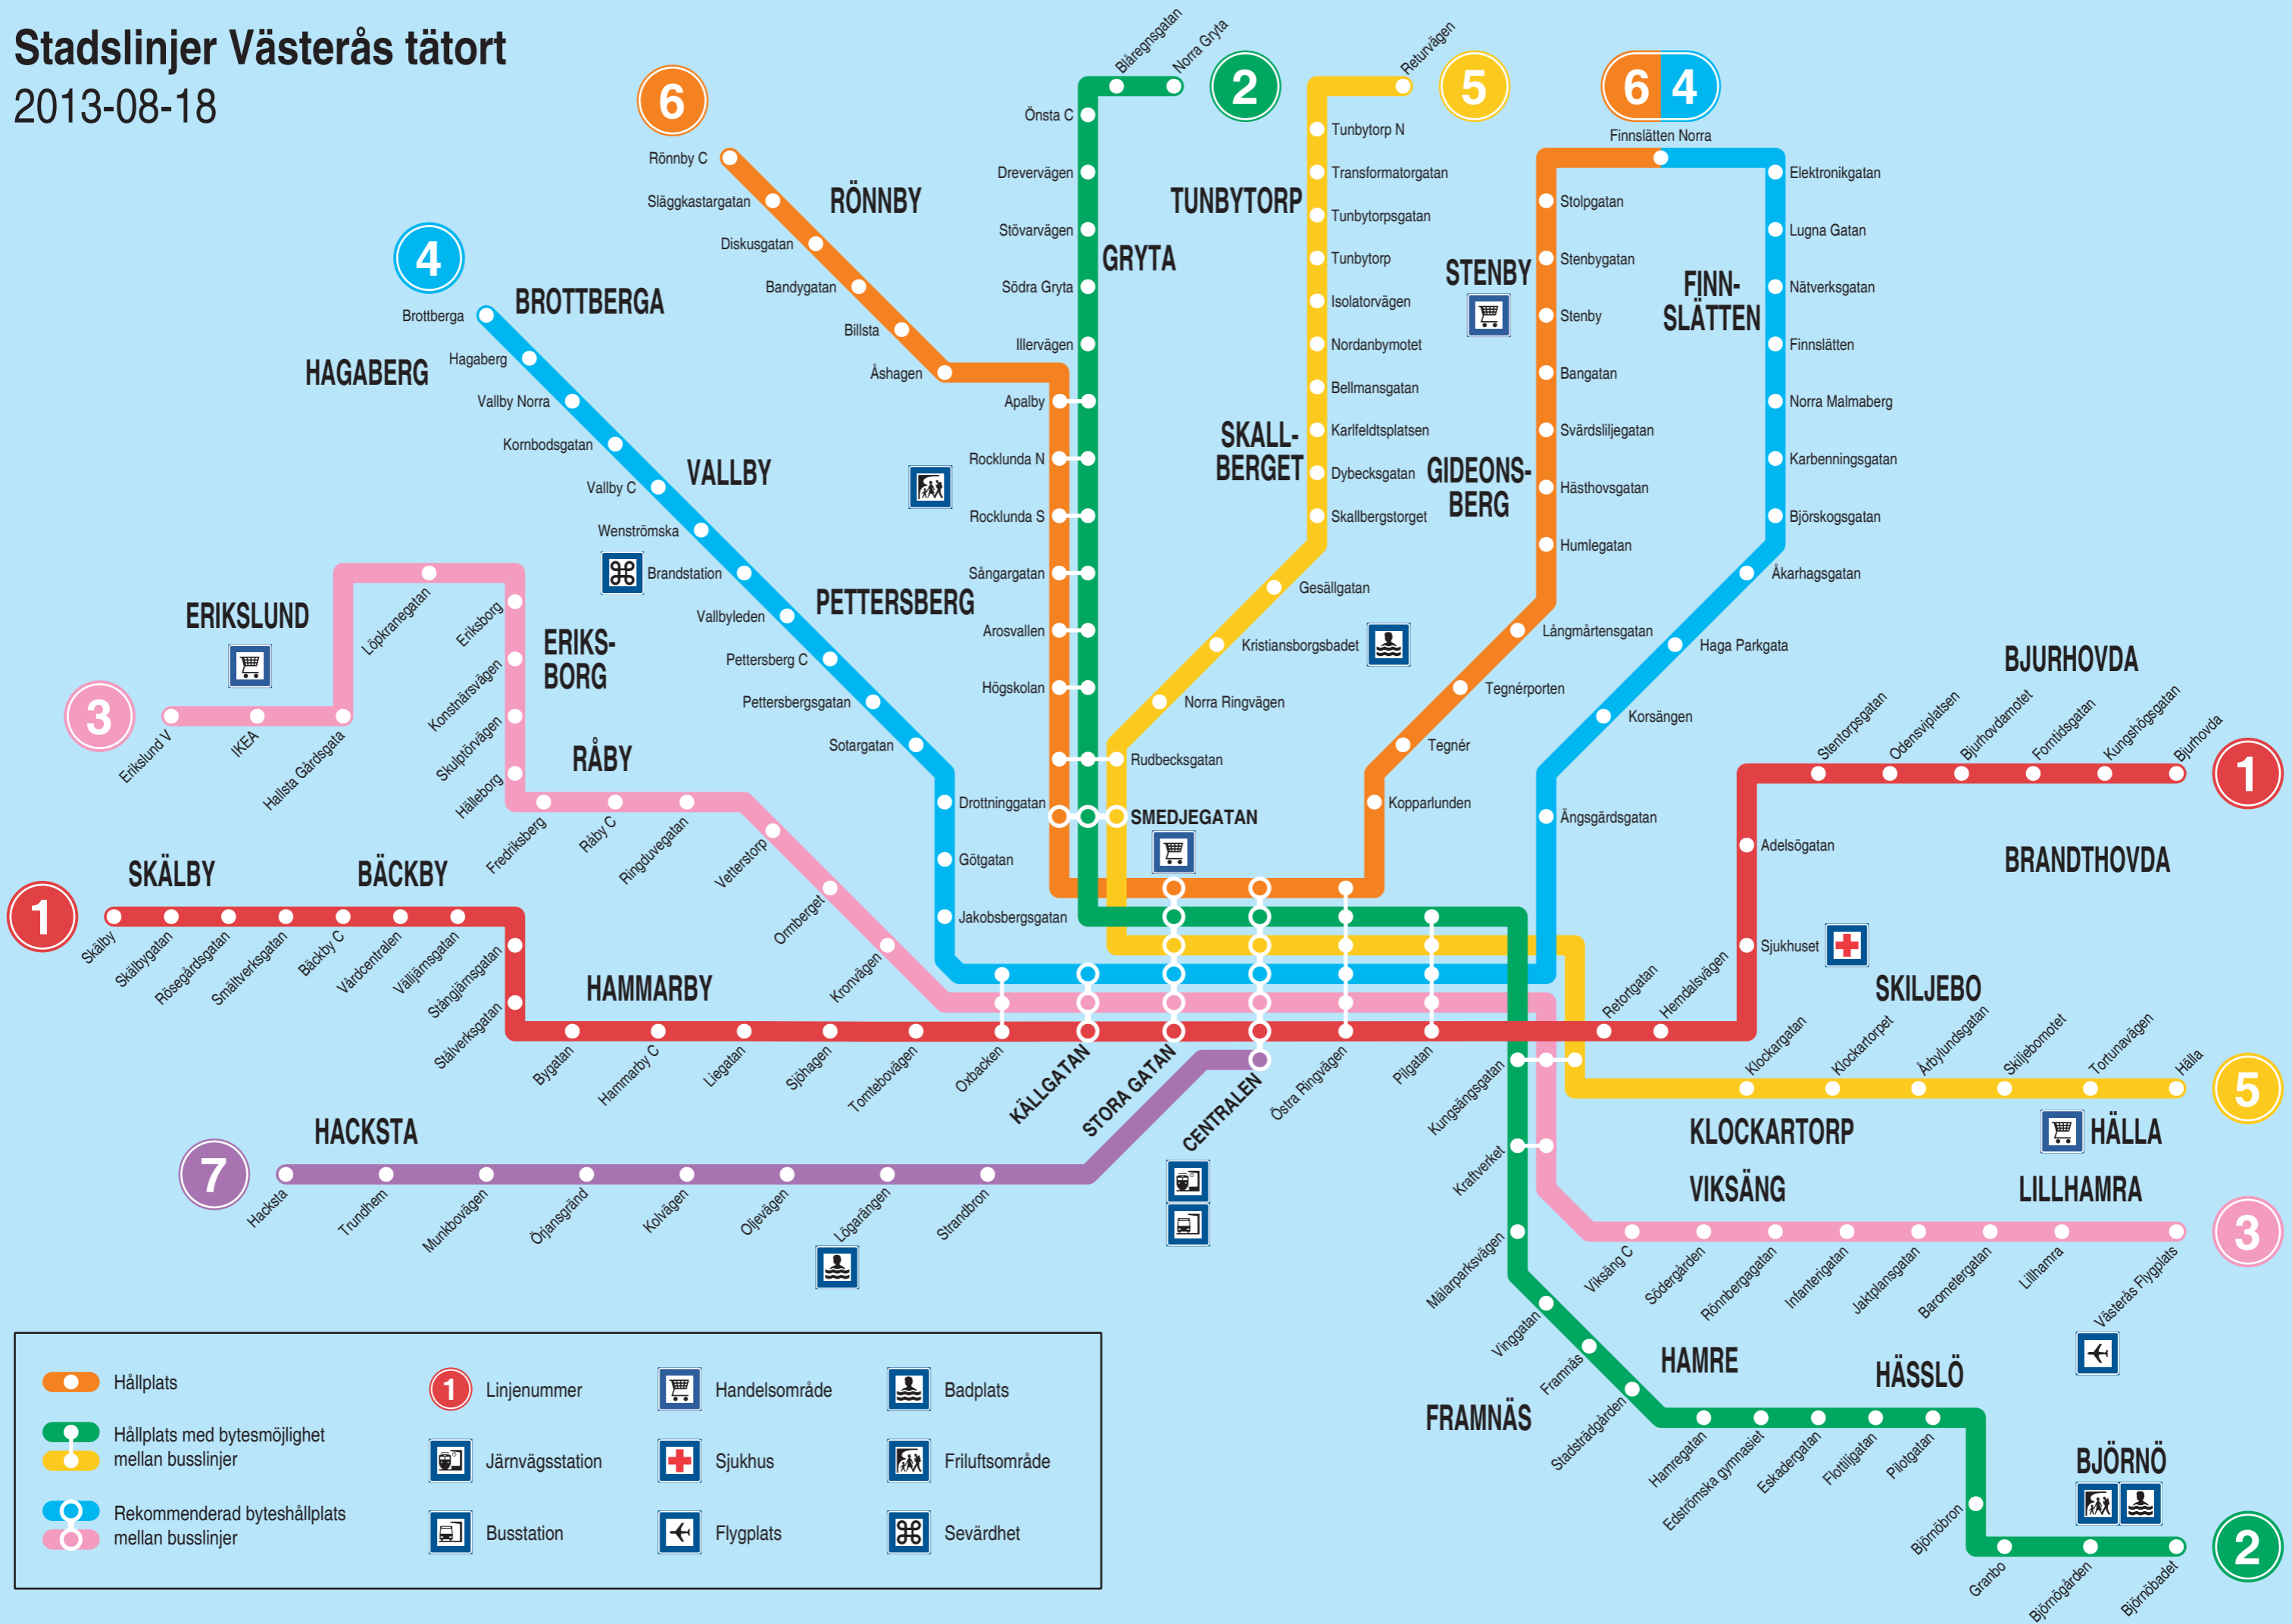 Stadslinjer Västerås tätort
2013-08-18
6
Rönnby C
Släggkastargatan
Diskusgatan
Bandygatan
Billsta
Åshagen
RÖNNBY
4
Brottberga
Hagaberg
Vallby Norra
Kornbodsgatan
Vallby C
Wenströmska
Brandstation
Vallbyleden
Pettersberg C
Pettersbergsgatan
Sotargatan
Drottninggatan
Götgatan
Jakobsbergsgatan
BROTTBERGA
HAGABERG
VALLBY
PETTERSBERG
2
Blåregnsgatan
Norra Gryta
Önsta C
Drevervägen
Stövarvägen
Södra Gryta
Illervägen
Apalby
Rocklunda N
Rocklunda S
Sångargatan
Arosvallen
Högskolan
GRYTA
5
Returvägen
Tunbytorp N
Transformatorgatan
Tunbytorpsgatan
Tunbytorp
Isolatorvägen
Nordanbymotet
Bellmansgatan
Karlfeldtsplatsen
Dybecksgatan
Skallbergstorget
Gesällgatan
Kristiansborgsbadet
Norra Ringvägen
Rudbecksgatan
SMEDJEGATAN
TUNBYTORP
SKALL-
BERGET
6 4
Finnslätten Norra
Stolpgatan
Stenbygatan
Stenby
Bangatan
Svärdsliljegatan
Hästhovsgatan
Humlegatan
Långmårtensgatan
Tegnérporten
Tegnér
Kopparlunden
STENBY
GIDEONS-
BERG
Elektronikgatan
Lugna Gatan
Nätverksgatan
Finnslätten
Norra Malmaberg
Karbenningsgatan
Björskogsgatan
Åkarhagsgatan
Haga Parkgata
Korsängen
Ängsgärdsgatan
FINN-
SLÄTTEN
3
Erikslund V
IKEA
Hallsta Gårdsgata
Löpkranegatan
Eriksborg
Konstnärsvägen
Skulptörvägen
Hälleborg
Fredriksberg
Råby C
Ringduvegatan
Vetterstorp
Ormberget
Kronvägen
ERIKSLUND
ERIKS-
BORG
RÅBY
1
Skälby
Skälbygatan
Rösegårdsgatan
Smältverksgatan
Bäckby C
Vårdcentralen
Välljärnsgatan
Stångjärnsgatan
Stålverksgatan
Bygatan
Hammarby C
Liegatan
Sjöhagen
Tomtebovägen
Oxbacken
KÄLLGATAN
STORA GATAN
CENTRALEN
Östra Ringvägen
Pilgatan
SKÄLBY
BÄCKBY
HAMMARBY
Retortgatan
Hemdalsvägen
Sjukhuset
Adelsögatan
Stentorpsgatan
Odensviplatsen
Bjurhovdamotet
Forntidsgatan
Kungshögsgatan
Bjurhovda
1
BJURHOVDA
BRANDTHOVDA
SKILJEBO
Klockargatan
Klockartorpet
Årbylundsgatan
Skiljebomotet
Tortunavägen
Hälla
5
KLOCKARTORP
HÄLLA
7
Hacksta
Trundhem
Munkbovägen
Örjansgränd
Kolvägen
Oljevägen
Lögarängen
Strandbron
HACKSTA
Kungsängsgatan
Kraftverket
Mälarparksvägen
Vinggatan
Framnäs
Stadsträdgården
Hamregatan
Edströmska gymnasiet
Eskadergatan
Flottiljgatan
Pilotgatan
Björnöbron
Granbo
Björnögården
Björnöbadet
2
FRAMNÄS
HAMRE
HÄSSLÖ
BJÖRNÖ
VIKSÄNG
LILLHAMRA
Viksäng C
Södergården
Rönnbergagatan
Infanterigatan
Jaktplansgatan
Barometergatan
Lillhamra
Västerås Flygplats
3
Hållplats
Hållplats med bytesmöjlighet
mellan busslinjer
Rekommenderad byteshållplats
mellan busslinjer
1 Linjenummer
Järnvägsstation
Busstation
Handelsområde
Sjukhus
Flygplats
Badplats
Friluftsområde
Sevärdhet